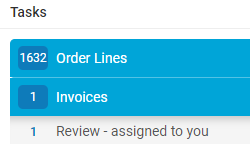 Tasks
1632 Order Lines
1 Invoices
1 Review - assigned to you